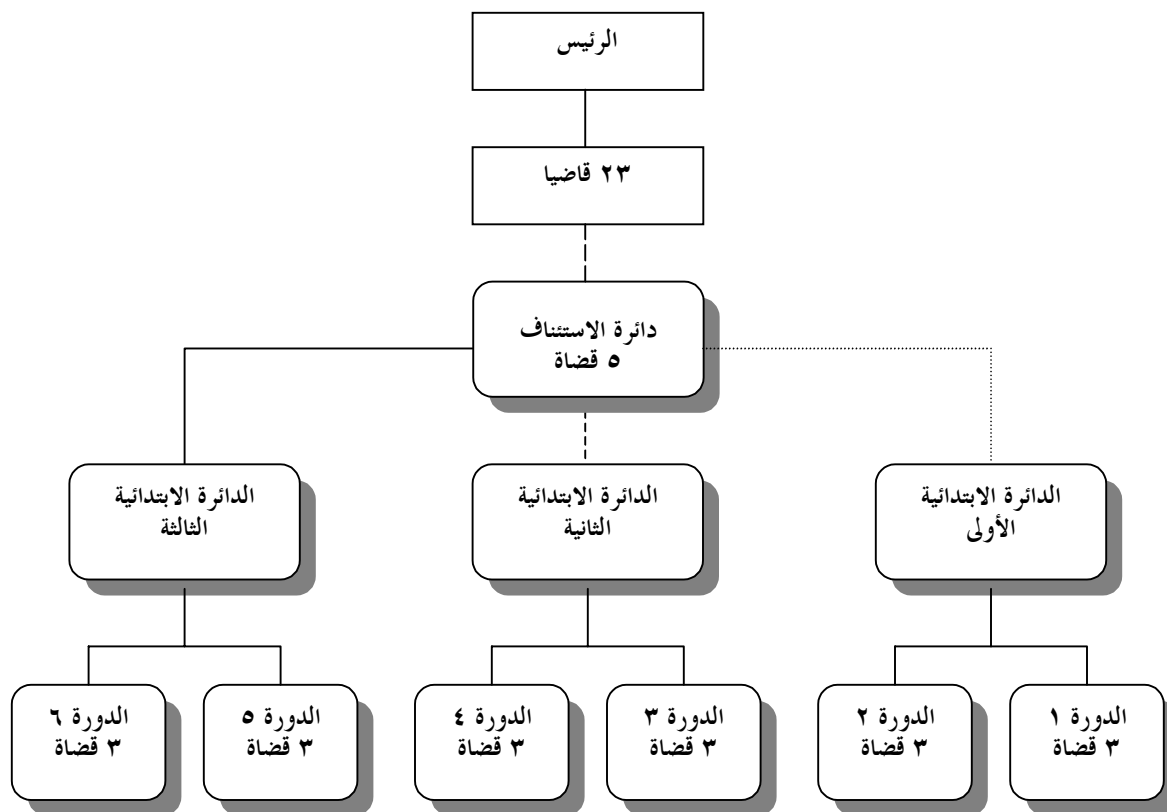 الرئيس
٢٣ قاضيا
دائرة الاستئناف
٥ قضاة
الدائرة الابتدائية
الأولى
الدائرة الابتدائية
الثانية
الدائرة الابتدائية
الثالثة
الدورة ١
٣ قضاة
الدورة ٢
٣ قضاة
الدورة ٣
٣ قضاة
الدورة ٤
٣ قضاة
الدورة ٥
٣ قضاة
الدورة ٦
٣ قضاة